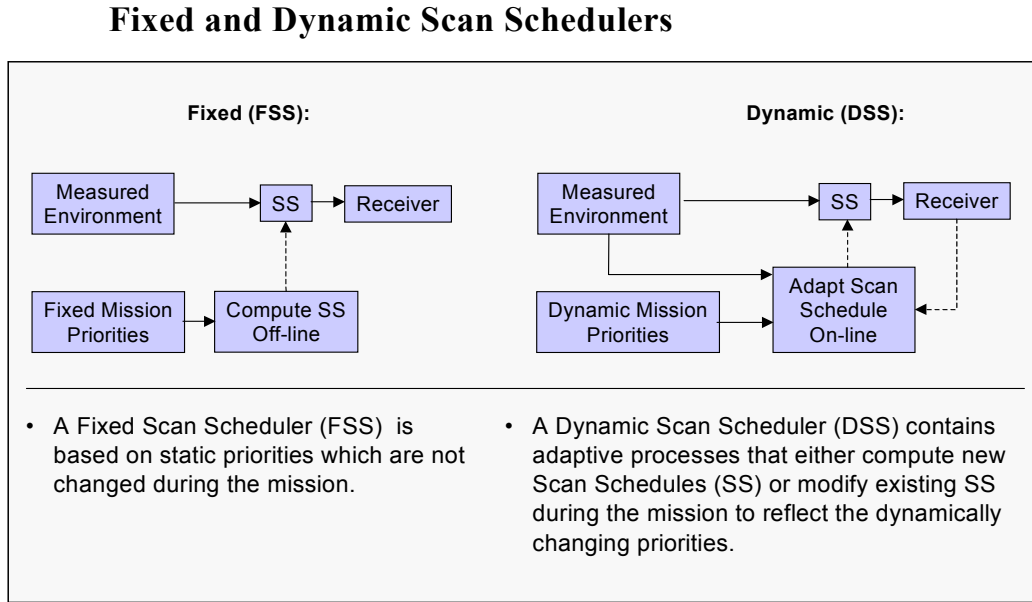 Fixed and Dynamic Scan Schedulers
Fixed (FSS):
Measured
Environment
SS
Receiver
Fixed Mission
Priorities
Compute SS
Off-line
Dynamic (DSS):
Measured
Environment
SS
Receiver
Dynamic Mission
Priorities
Adapt Scan
Schedule
On-line
• A Fixed Scan Scheduler (FSS)  is
based on static priorities which are not
changed during the mission.
• A Dynamic Scan Scheduler (DSS) contains
adaptive processes that either compute new
Scan Schedules (SS) or modify existing SS
during the mission to reflect the dynamically
changing priorities.